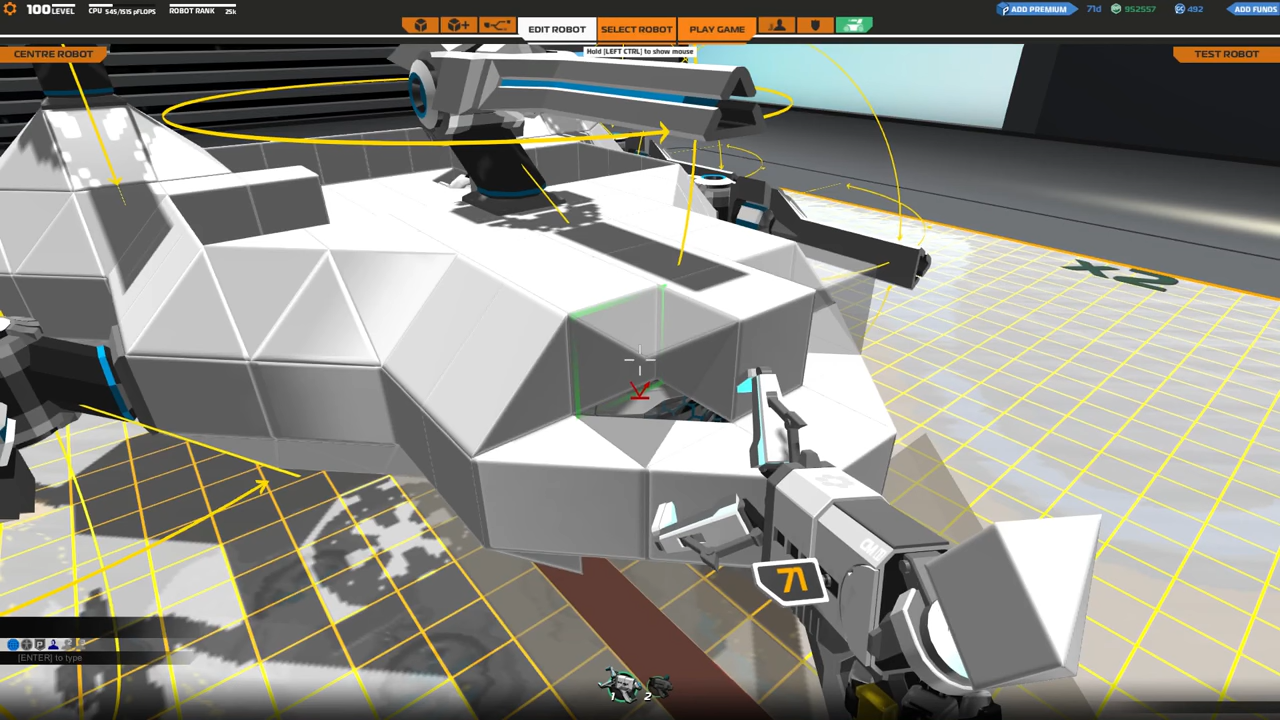 100 LEVEL
CPU 545/1515 pFLOPS
ROBOT RANK 25k
ADD PREMIUM
71d
952557
492
ADD FUNDS
EDIT ROBOT
SELECT ROBOT
PLAY GAME
Hold [LEFT CTRL] to show mouse
CENTRE ROBOT
TEST ROBOT
X2
71
[ENTER] to type
1
2